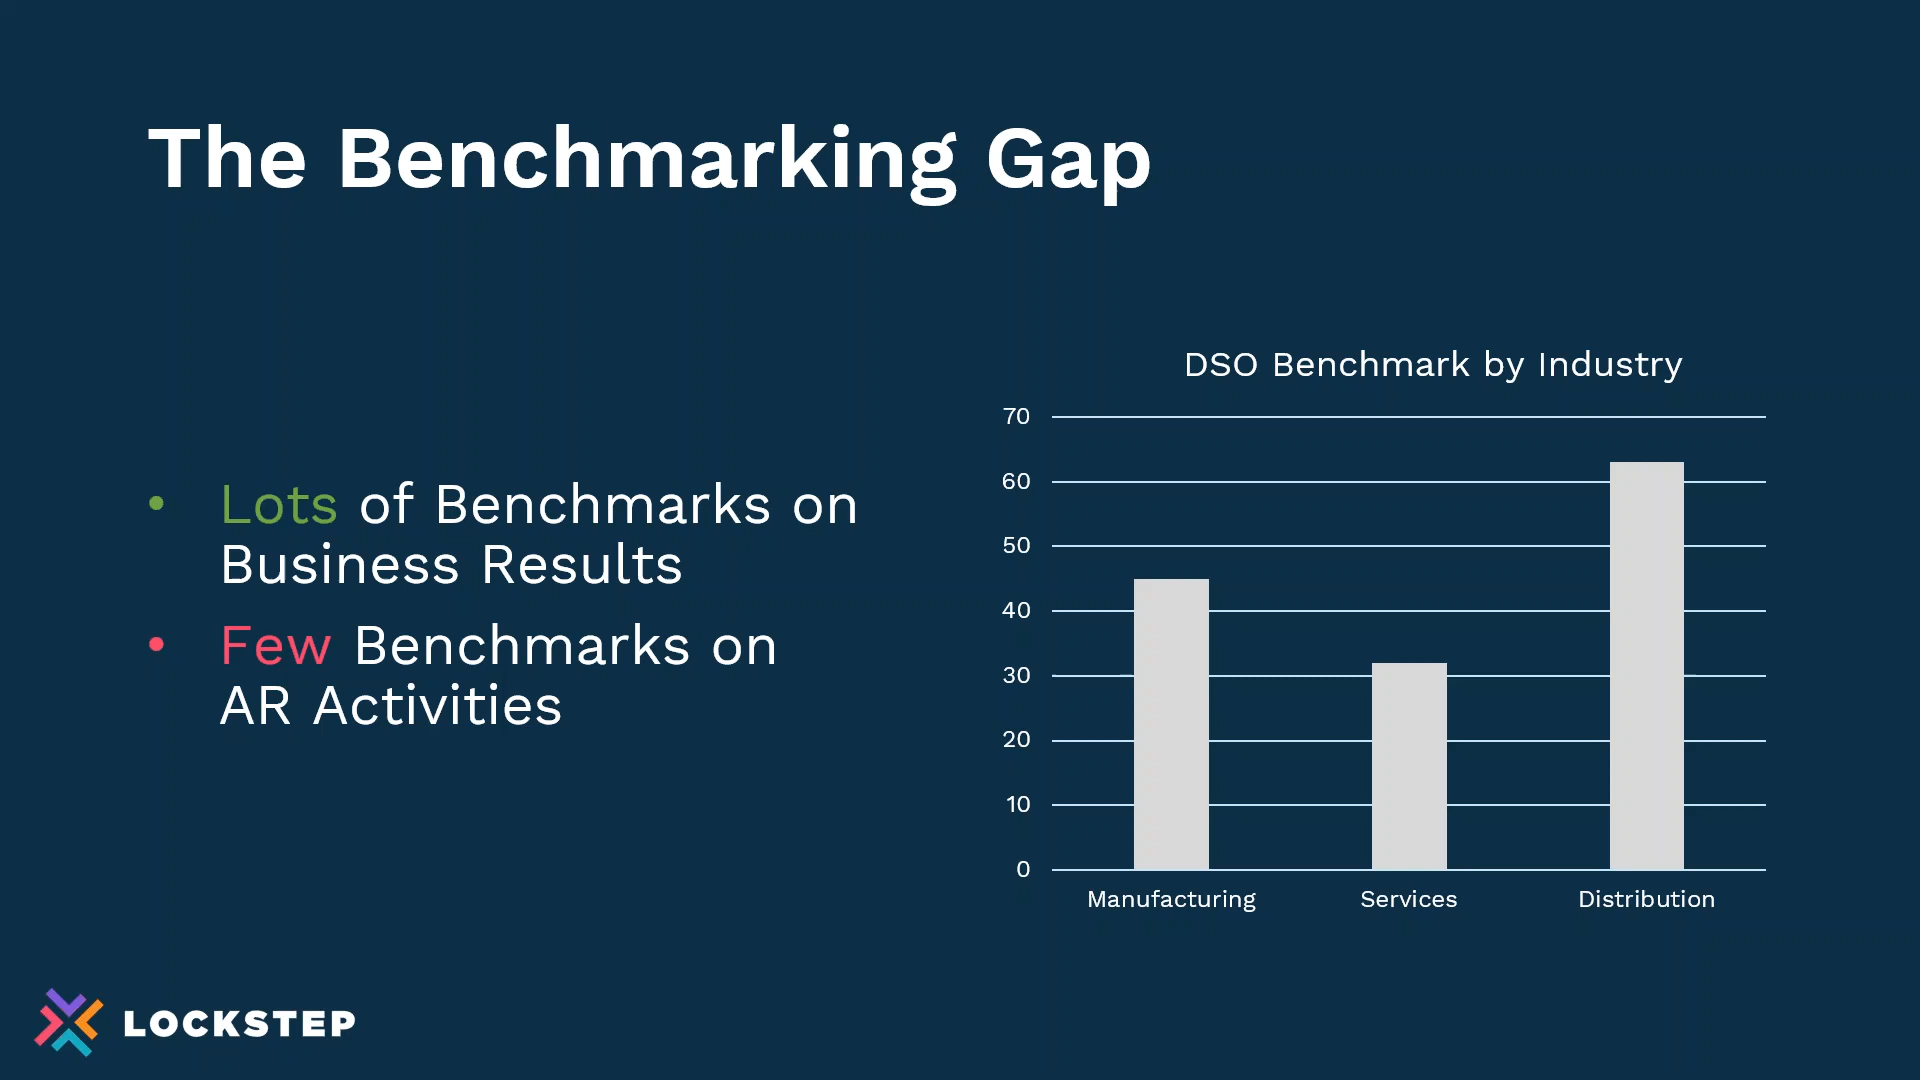 The Benchmarking Gap
• Lots of Benchmarks on
Business Results
• Few Benchmarks on
AR Activities
DSO Benchmark by Industry
70
60
50
40
30
20
10
0
Manufacturing Services Distribution
LOCKSTEP